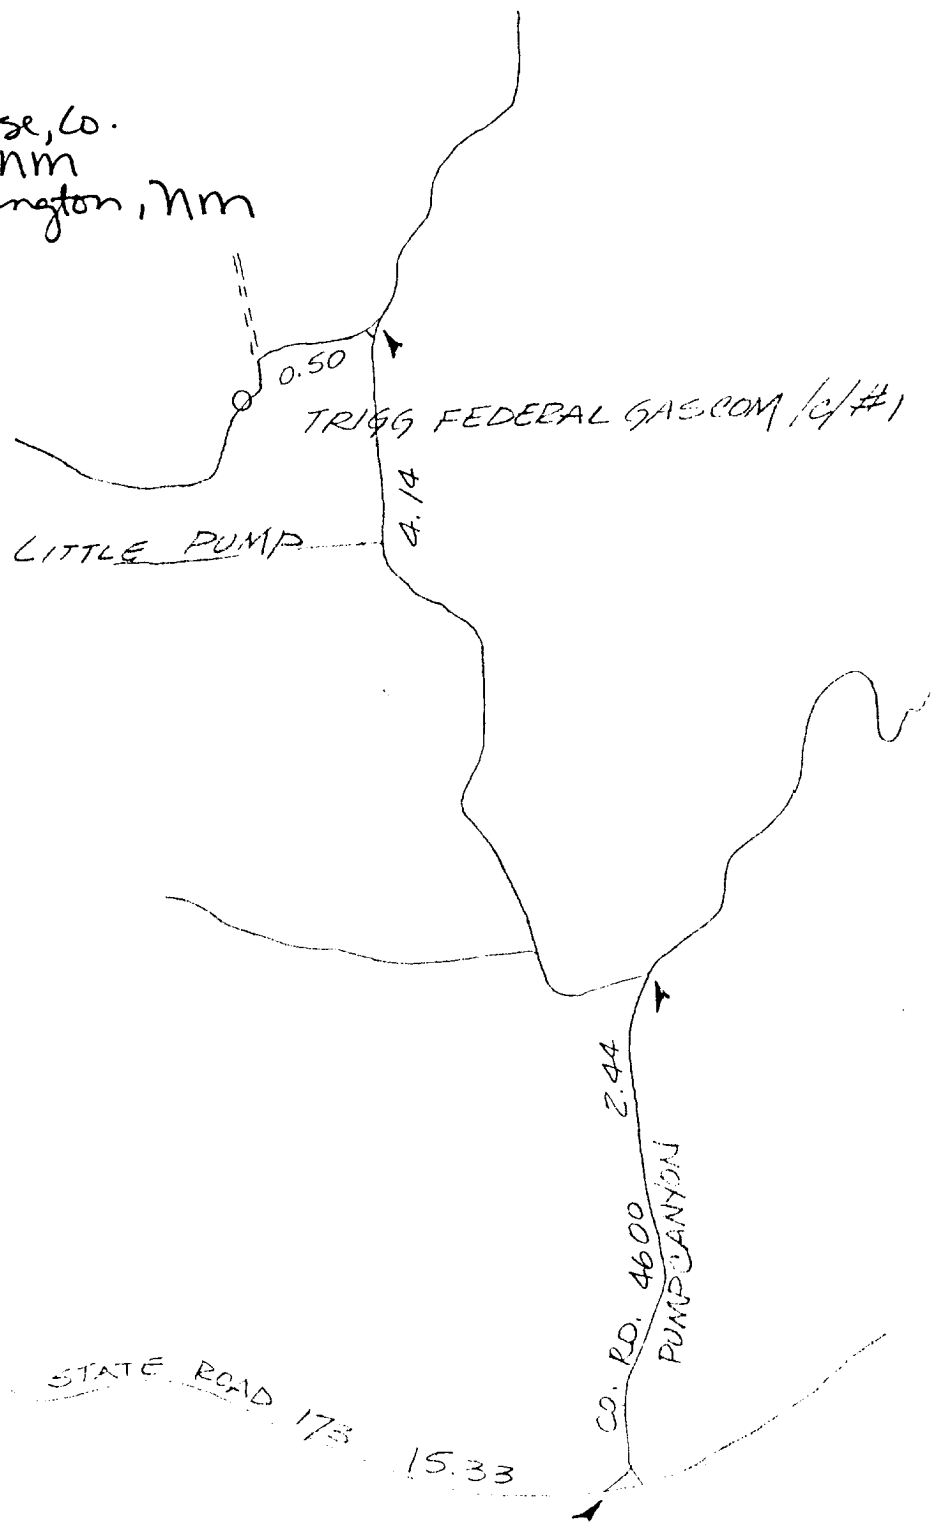 se, Co.
nm
ngton, nm
0.50
TRIGG FEDERAL GASCOM /C/ #1
4.14
LITTLE PUMP
2.44
CO. RD. 4600
PUMP CANYON
STATE ROAD 173 15.33